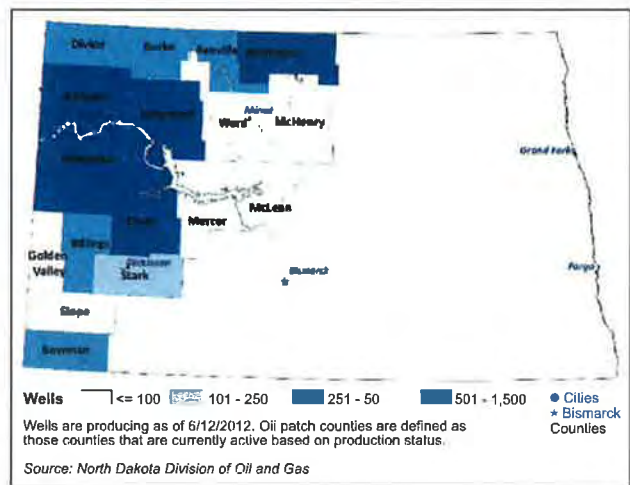 Divide Burke Renville
Ward Minot McHenry
Grand Forks
Mercer McLean
Dunn
Billings
Golden
Valley
Dickinson
Stark
Bismarck
Fargo
Slope
Bowman
Wells <= 100 101 - 250 251 - 50 501 - 1,500 Cities
Bismarck
Counties
Wells are producing as of 6/12/2012. Oil patch counties are defined as
those counties that are currently active based on production status.
Source: North Dakota Division of Oil and Gas